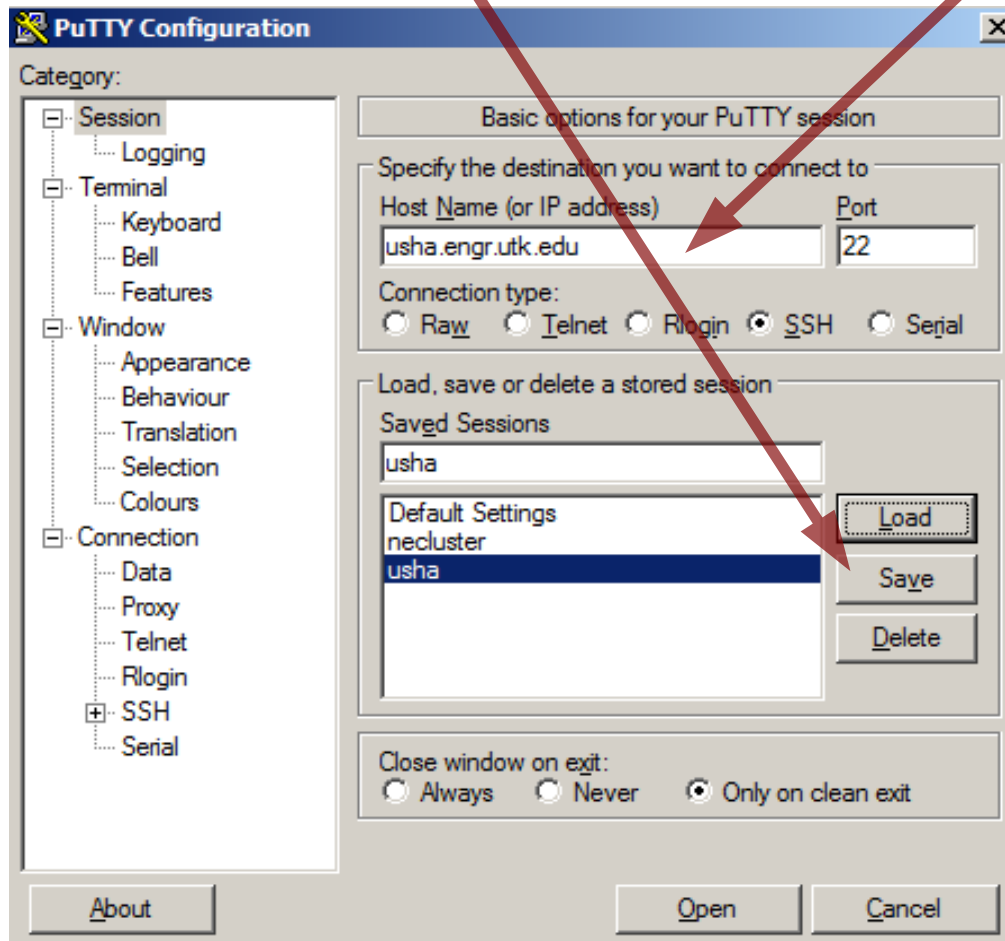 PuTTY Configuration
Category:
Session
Logging
Terminal
Keyboard
Bell
Features
Window
Appearance
Behaviour
Translation
Selection
Colours
Connection
Data
Proxy
Telnet
Rlogin
SSH
Serial
Basic options for your PuTTY session
Specify the destination you want to connect to
Host Name (or IP address) Port
usha.engr.utk.edu 22
Connection type:
Raw Telnet Rlogin SSH Serial
Load, save or delete a stored session
Saved Sessions
usha
Default Settings
necluster
usha
Load
Save
Delete
Close window on exit:
Always Never Only on clean exit
About Open Cancel